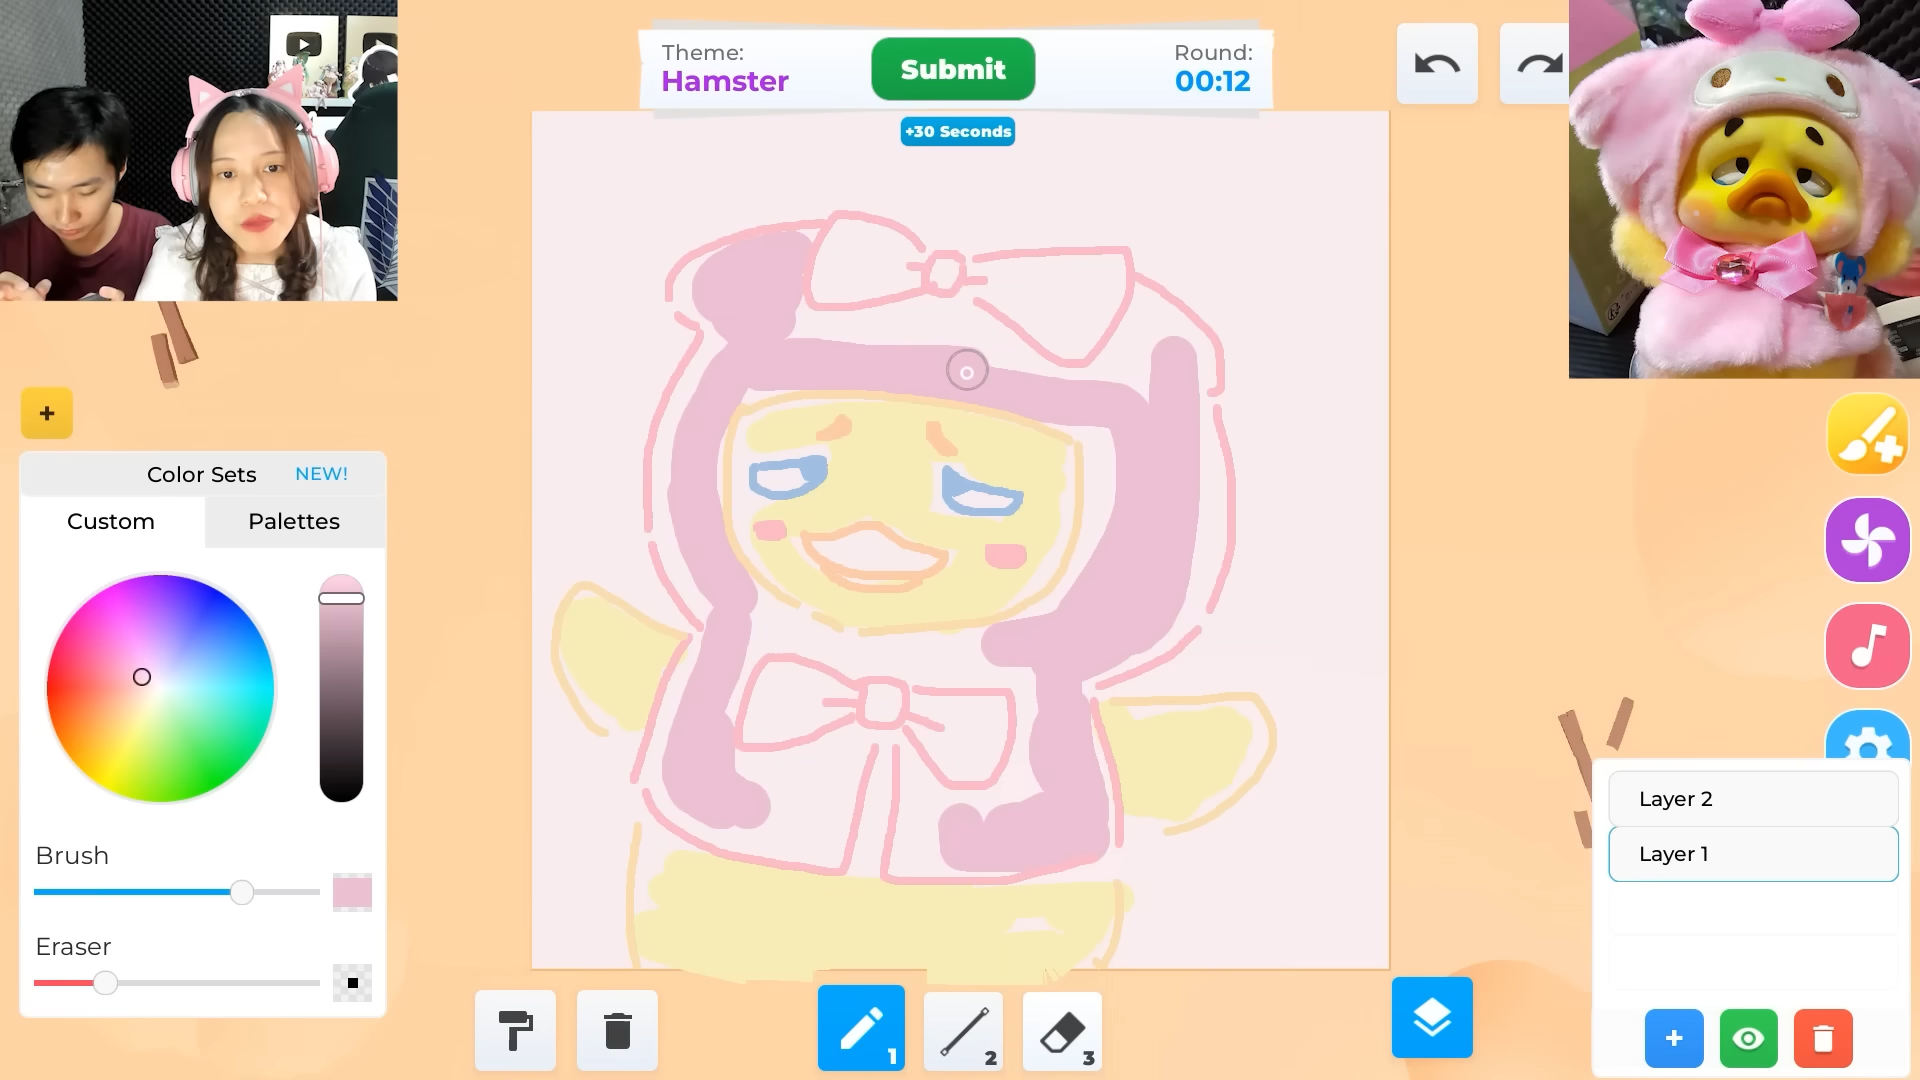 Theme:
Hamster
Submit
Round:
00:12
+30 Seconds
+
Color Sets
NEW!
Custom
Palettes
Brush
Eraser
1
2
3
Layer 2
Layer 1
+